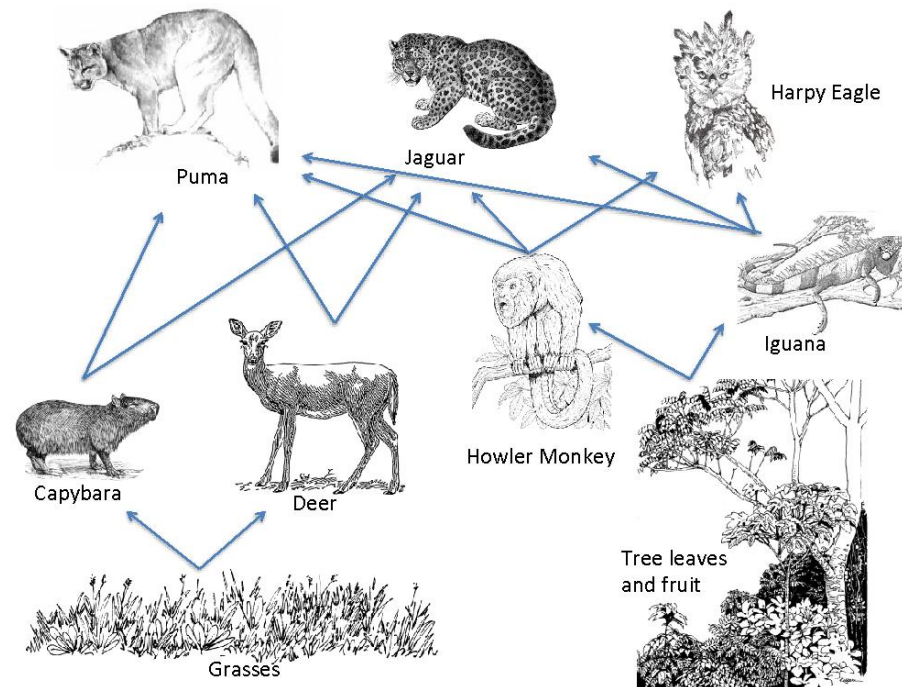 Harpy Eagle
Jaguar
Puma
Iguana
Howler Monkey
Capybara
Deer
Tree leaves
and fruit
Grasses